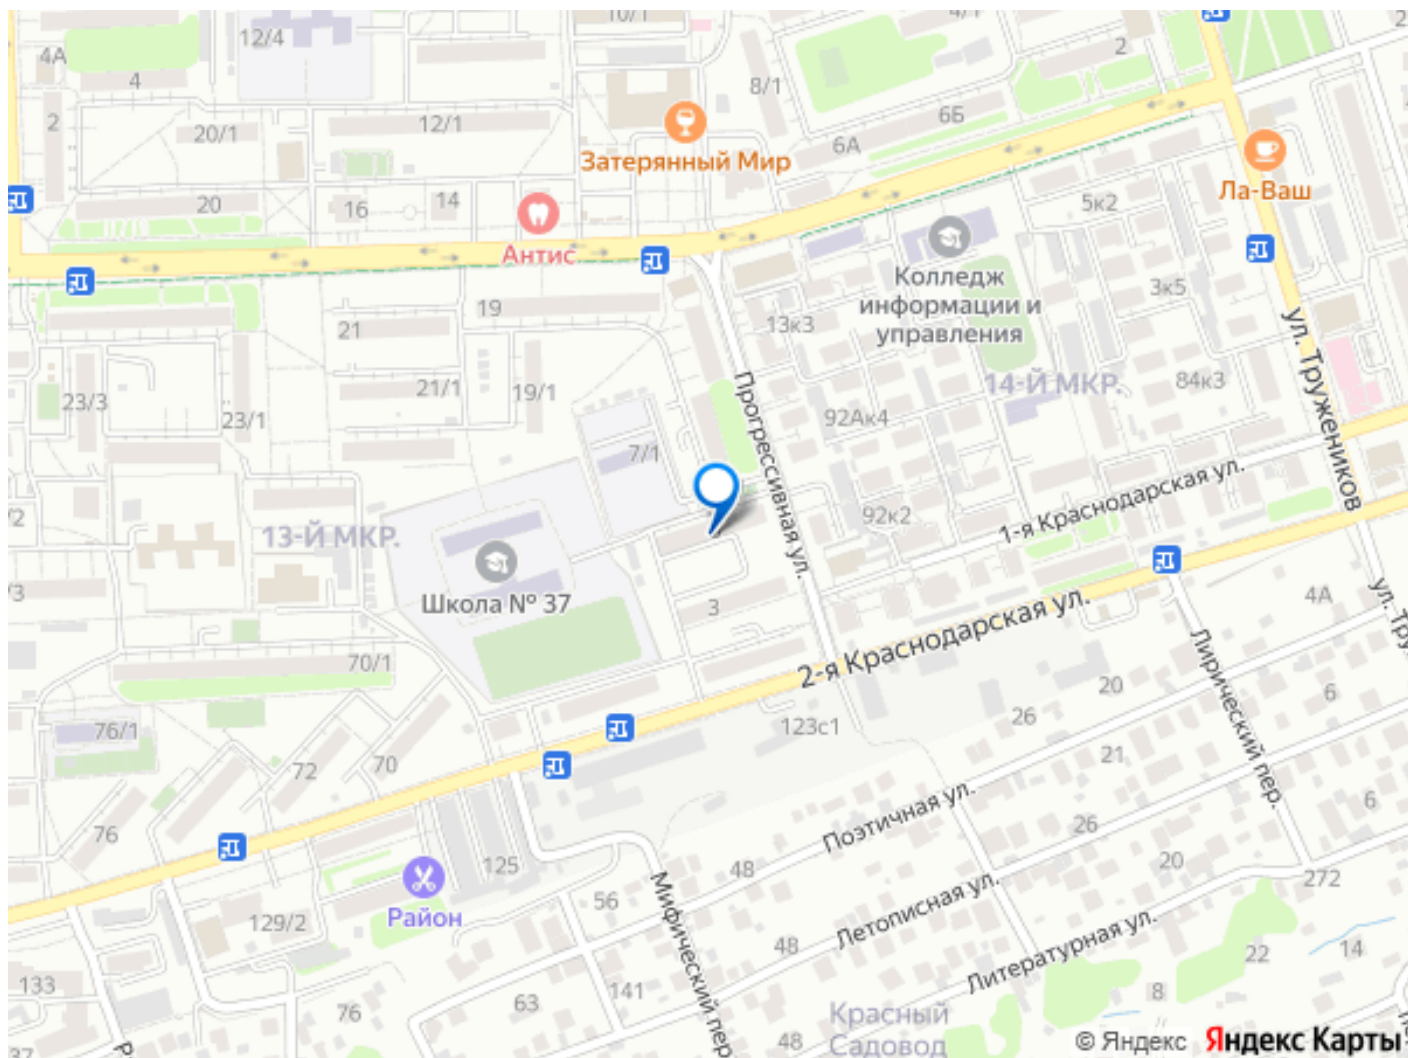 10/1
4/1
12/4
4А
4
2
8/1
2
20/1
12/1
6Б
6А
Затерянный Мир
Ла-Ваш
20
16
14
5к2
Антис
Колледж
информации и
управления
3к5
19
21
13к3
ул. Тружеников
23/3
21/1
19/1
Прогрессивная ул.
14-Й МКР.
84к3
23/1
92Ак4
7/1
1-я Краснодарская ул.
92к2
13-Й МКР.
Школа № 37
3
4А
2-я Краснодарская ул.
Лирический пер.
70/1
20
6
76/1
123с1
26
21
72
70
76
Поэтичная ул.
26
6
125
48
20
272
56
Мифический пер.
Летописная ул.
Район
129/2
48
Литературная ул.
22
14
133
63
141
8
76
48
Красный
Садовод
© Яндекс Яндекс Карты